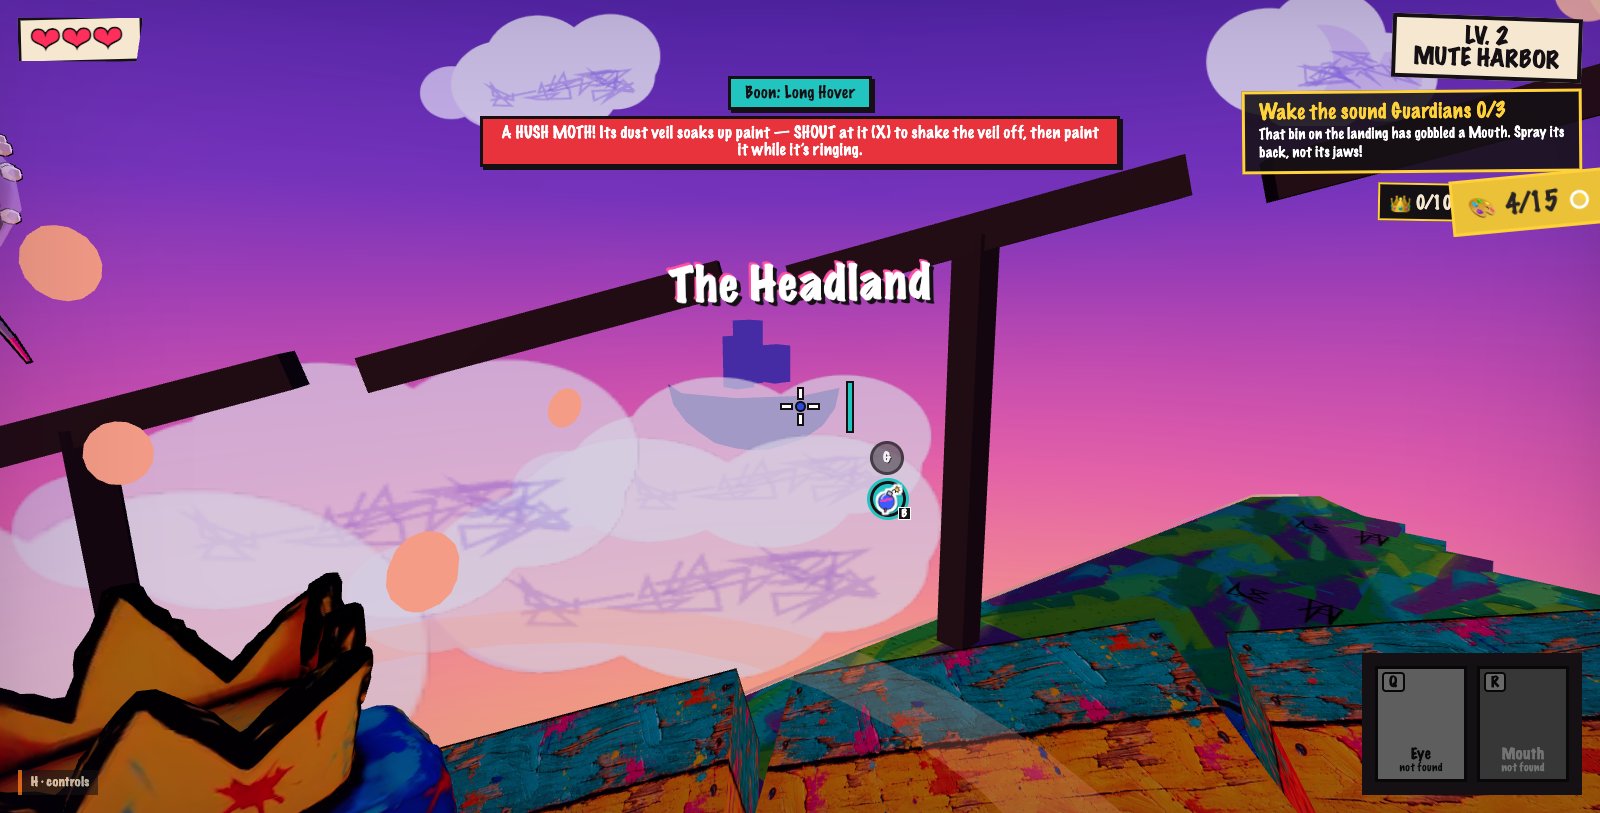 LV. 2
MUTE HARBOR
Boon: Long Hover
A HUSH MOTH! Its dust veil soaks up paint — SHOUT at it (X) to shake the veil off, then paint
it while it's ringing.
Wake the sound Guardians 0/3
That bin on the landing has gobbled a Mouth. Spray its
back, not its jaws!
0/10
4/15
The Headland
G
B
Q
Eye
not found
R
Mouth
not found
H · controls